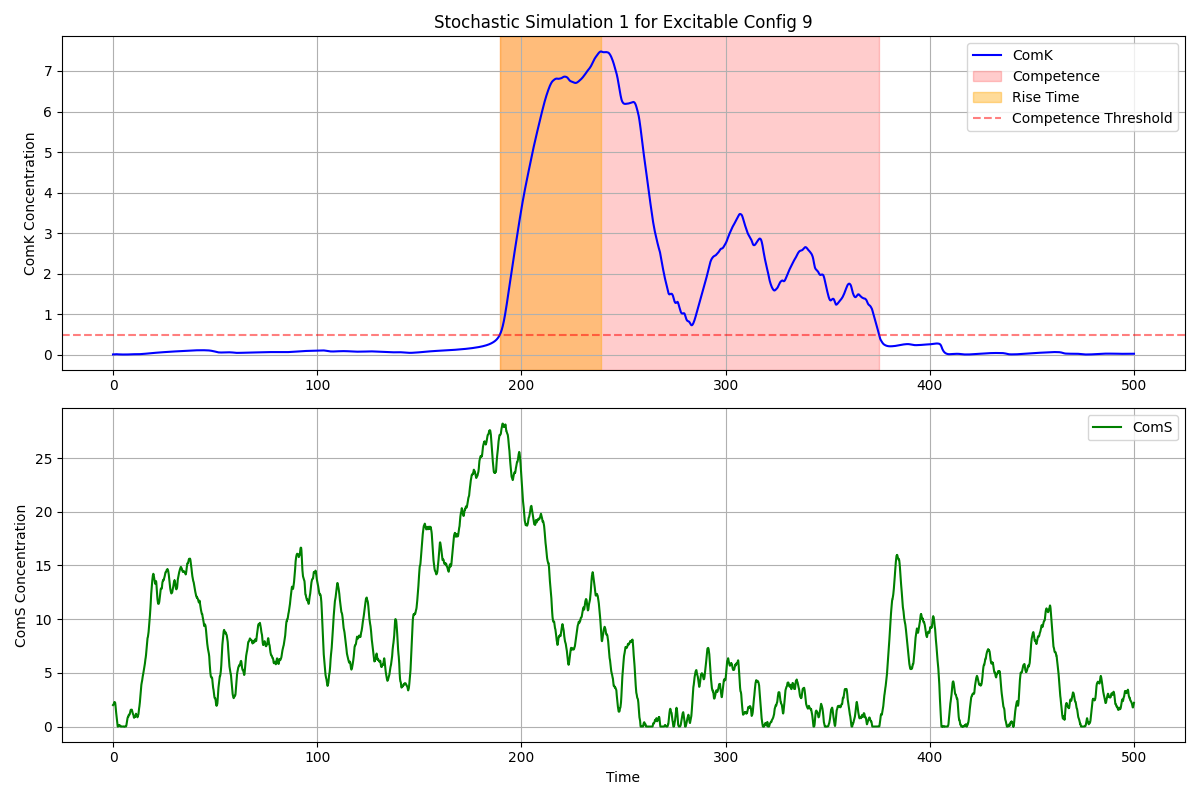 Stochastic Simulation 1 for Excitable Config 9
ComK Concentration
7
6
5
4
3
2
1
0
ComK
Competence
Rise Time
Competence Threshold
0 100 200 300 400 500
ComS Concentration
25
20
15
10
5
0
ComS
0 100 200 300 400 500
Time